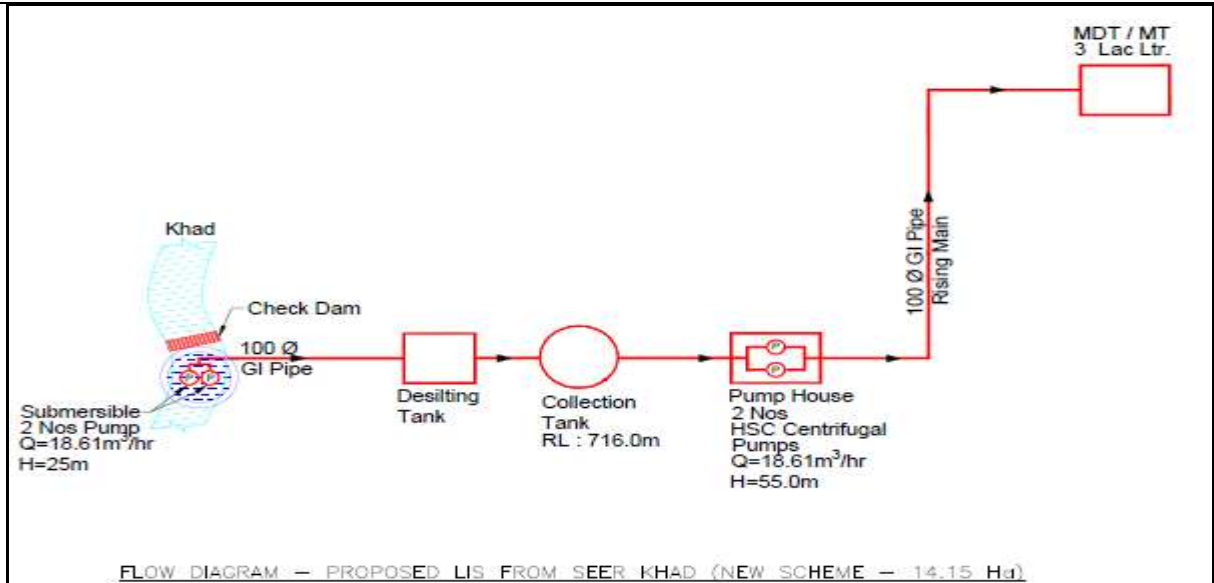 MDT / MT
3 Lac Ltr.
Khad
Check Dam
100 Ø
GI Pipe
100 Ø GI Pipe
Rising Main
Submersible
2 Nos Pump
Q=18.61m³/hr
H=25m
P
P
Desilting
Tank
Collection
Tank
RL : 716.0m
P
P
Pump House
2 Nos
HSC Centrifugal
Pumps
Q=18.61m³/hr
H=55.0m
FLOW DIAGRAM – PROPOSED LIS FROM SEER KHAD (NEW SCHEME – 14.15 Ha)